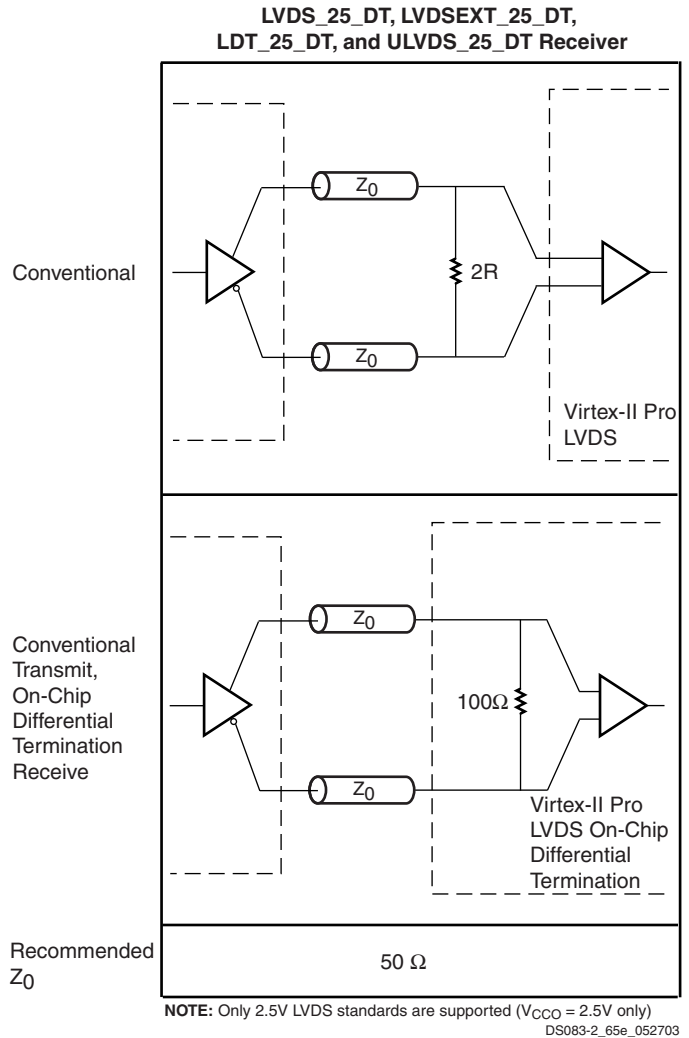 LVDS_25_DT, LVDSEXT_25_DT,
LDT_25_DT, and ULVDS_25_DT Receiver
Conventional
Z0
2R
Z0
Virtex-II Pro
LVDS
Conventional
Transmit,
On-Chip
Differential
Termination
Receive
Z0
100Ω
Z0
Virtex-II Pro
LVDS On-Chip
Differential
Termination
Recommended
Z0
50 Ω
NOTE: Only 2.5V LVDS standards are supported (VCCO = 2.5V only)
DS083-2_65e_052703